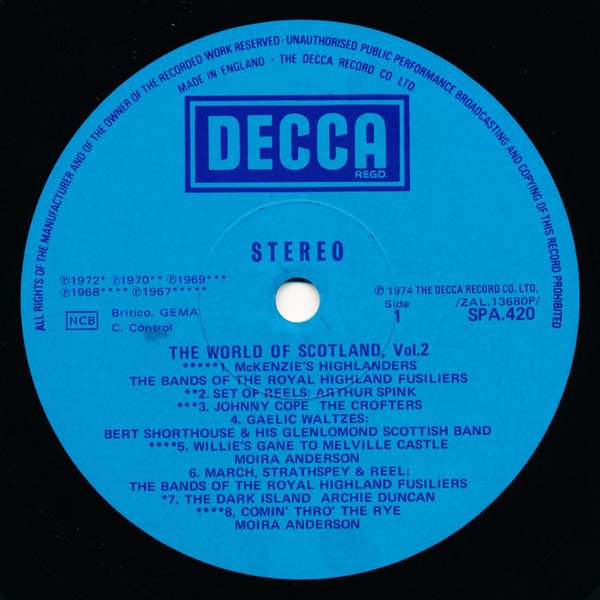 ALL RIGHTS OF THE MANUFACTURER AND OF THE OWNER OF THE RECORDED WORK RESERVED · UNAUTHORISED PUBLIC PERFORMANCE BROADCASTING AND COPYING OF THIS RECORD PROHIBITED
MADE IN ENGLAND · THE DECCA RECORD CO LTD.
DECCA
REGD.
STEREO
℗1972* ℗1970** ℗1969***
℗1968**** ℗1967*****
℗ 1974 THE DECCA RECORD CO. LTD.
NCB
Britico. GEMA
C. Control
Side
1
/ZAL.13680P/
SPA.420
THE WORLD OF SCOTLAND, Vol.2
*****1. McKENZIE'S HIGHLANDERS
THE BANDS OF THE ROYAL HIGHLAND FUSILIERS
**2. SET OF REELS: ARTHUR SPINK
***3. JOHNNY COPE THE CROFTERS
4. GAELIC WALTZES:
BERT SHORTHOUSE & HIS GLENLOMOND SCOTTISH BAND
****5. WILLIE'S GANE TO MELVILLE CASTLE
MOIRA ANDERSON
6. MARCH, STRATHSPEY & REEL:
THE BANDS OF THE ROYAL HIGHLAND FUSILIERS
*7. THE DARK ISLAND ARCHIE DUNCAN
****8, COMIN' THRO' THE RYE
MOIRA ANDERSON